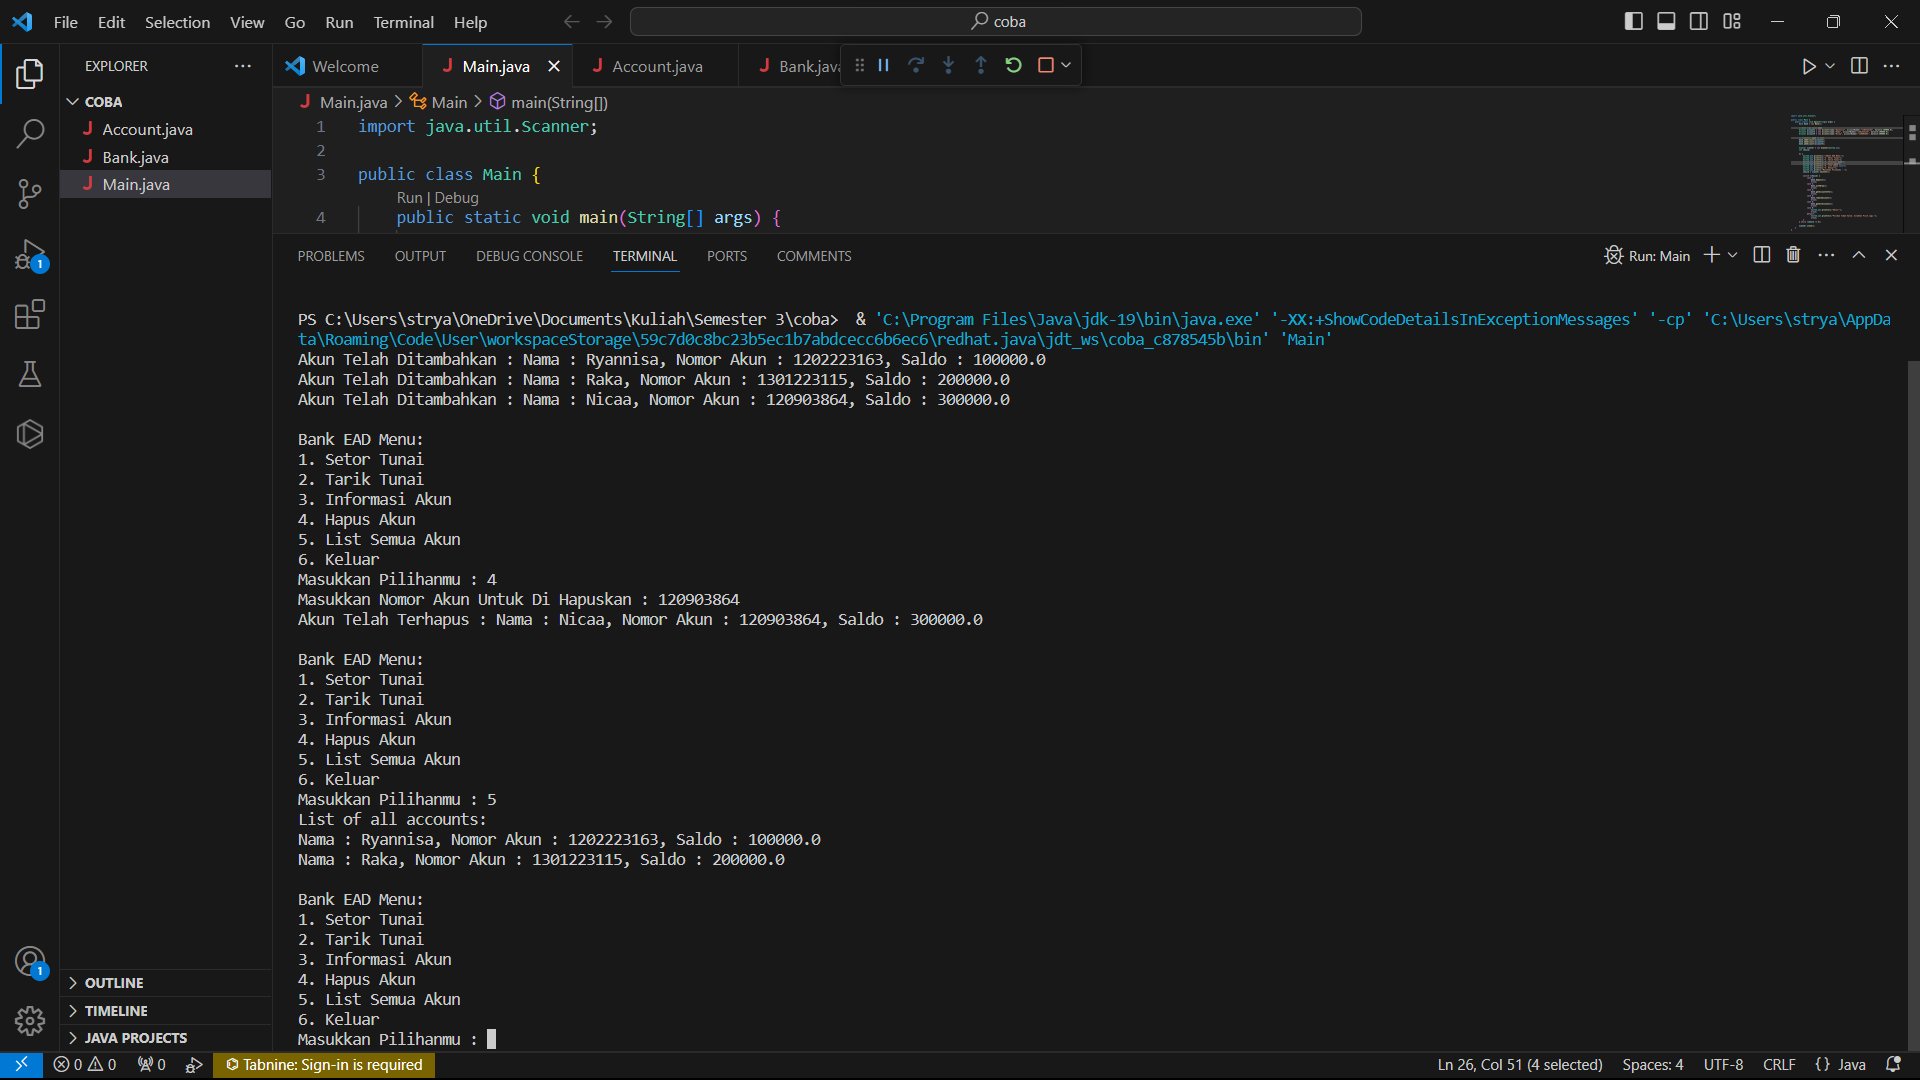 File Edit Selection View Go Run Terminal Help
coba
EXPLORER
COBA
Account.java
Bank.java
Main.java
OUTLINE
TIMELINE
JAVA PROJECTS
Welcome Main.java Account.java Bank.java
Main.java > Main > main(String[])
1 import java.util.Scanner;
2
3 public class Main {
Run | Debug
4 public static void main(String[] args) {
PROBLEMS OUTPUT DEBUG CONSOLE TERMINAL PORTS COMMENTS
Run: Main
PS C:\Users\strya\OneDrive\Documents\Kuliah\Semester 3\coba> & 'C:\Program Files\Java\jdk-19\bin\java.exe' '-XX:+ShowCodeDetailsInExceptionMessages' '-cp' 'C:\Users\strya\AppDa
ta\Roaming\Code\User\workspaceStorage\59c7d0c8bc23b5ec1b7abdcecc6b6ec6\redhat.java\jdt_ws\coba_c878545b\bin' 'Main'
Akun Telah Ditambahkan : Nama : Ryannisa, Nomor Akun : 1202223163, Saldo : 100000.0
Akun Telah Ditambahkan : Nama : Raka, Nomor Akun : 1301223115, Saldo : 200000.0
Akun Telah Ditambahkan : Nama : Nicaa, Nomor Akun : 120903864, Saldo : 300000.0
Bank EAD Menu:
1. Setor Tunai
2. Tarik Tunai
3. Informasi Akun
4. Hapus Akun
5. List Semua Akun
6. Keluar
Masukkan Pilihanmu : 4
Masukkan Nomor Akun Untuk Di Hapuskan : 120903864
Akun Telah Terhapus : Nama : Nicaa, Nomor Akun : 120903864, Saldo : 300000.0
Bank EAD Menu:
1. Setor Tunai
2. Tarik Tunai
3. Informasi Akun
4. Hapus Akun
5. List Semua Akun
6. Keluar
Masukkan Pilihanmu : 5
List of all accounts:
Nama : Ryannisa, Nomor Akun : 1202223163, Saldo : 100000.0
Nama : Raka, Nomor Akun : 1301223115, Saldo : 200000.0
Bank EAD Menu:
1. Setor Tunai
2. Tarik Tunai
3. Informasi Akun
4. Hapus Akun
5. List Semua Akun
6. Keluar
Masukkan Pilihanmu :
0 0 0 Tabnine: Sign-in is required Ln 26, Col 51 (4 selected) Spaces: 4 UTF-8 CRLF {} Java